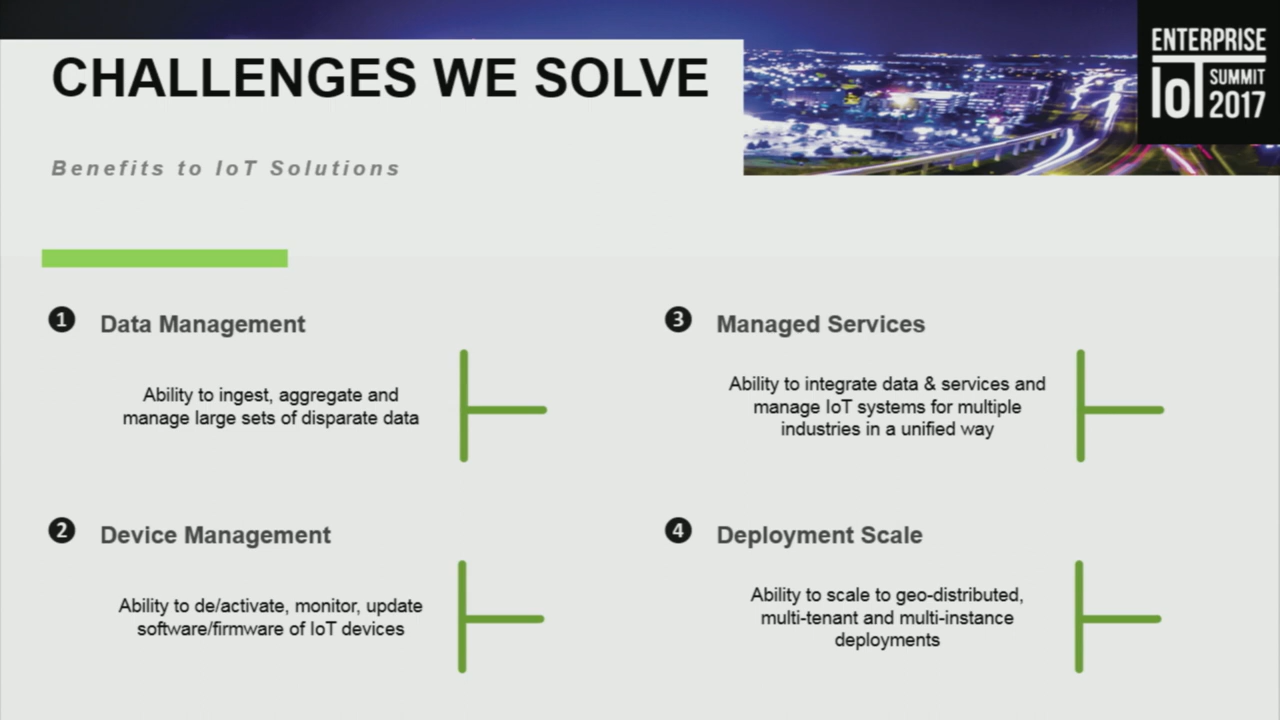 CHALLENGES WE SOLVE
Benefits to IoT Solutions
ENTERPRISE
IoT SUMMIT
2017
1 Data Management
Ability to ingest, aggregate and
manage large sets of disparate data
2 Device Management
Ability to de/activate, monitor, update
software/firmware of IoT devices
3 Managed Services
Ability to integrate data & services and
manage IoT systems for multiple
industries in a unified way
4 Deployment Scale
Ability to scale to geo-distributed,
multi-tenant and multi-instance
deployments